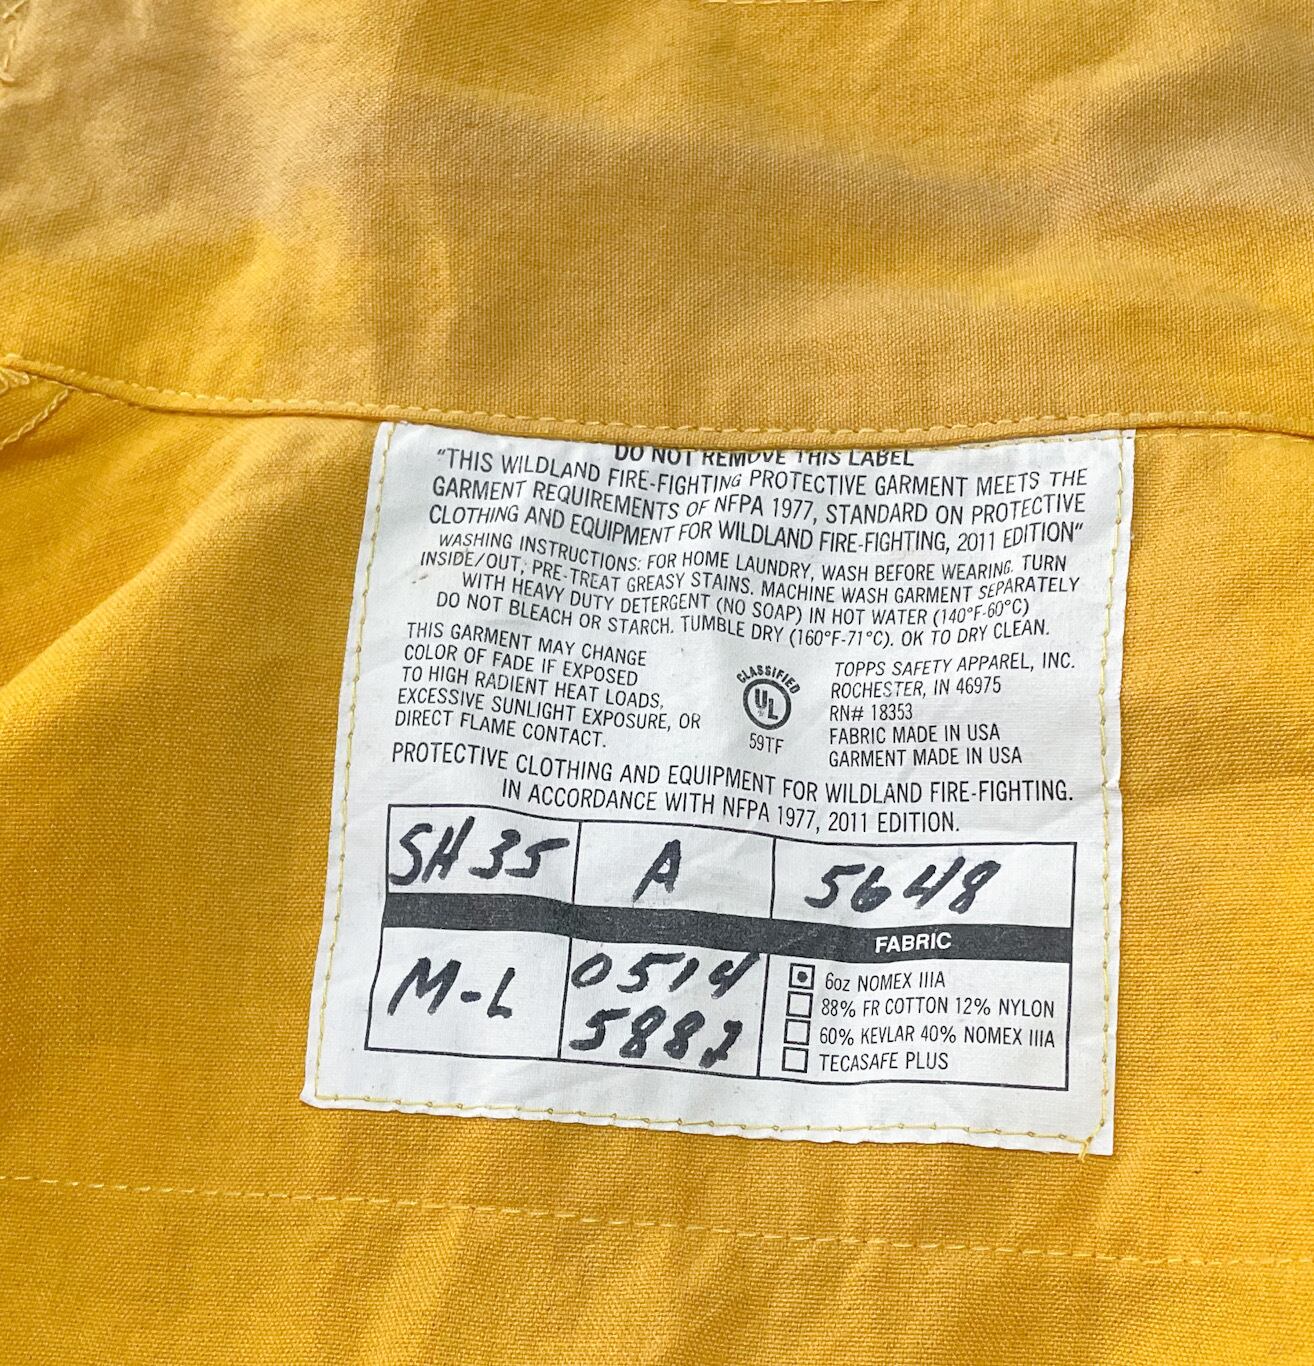 DO NOT REMOVE THIS LABEL
"THIS WILDLAND FIRE-FIGHTING PROTECTIVE GARMENT MEETS THE
GARMENT REQUIREMENTS OF NFPA 1977, STANDARD ON PROTECTIVE
CLOTHING AND EQUIPMENT FOR WILDLAND FIRE-FIGHTING, 2011 EDITION"
WASHING INSTRUCTIONS: FOR HOME LAUNDRY, WASH BEFORE WEARING. TURN
INSIDE/OUT, PRE-TREAT GREASY STAINS. MACHINE WASH GARMENT SEPARATELY
WITH HEAVY DUTY DETERGENT (NO SOAP) IN HOT WATER (140°F-60°C)
DO NOT BLEACH OR STARCH. TUMBLE DRY (160°F-71°C). OK TO DRY CLEAN.
THIS GARMENT MAY CHANGE
COLOR OF FADE IF EXPOSED
TO HIGH RADIENT HEAT LOADS,
EXCESSIVE SUNLIGHT EXPOSURE, OR
DIRECT FLAME CONTACT.
CLASSIFIED
UL
59TF
TOPPS SAFETY APPAREL, INC.
ROCHESTER, IN 46975
RN# 18353
FABRIC MADE IN USA
GARMENT MADE IN USA
PROTECTIVE CLOTHING AND EQUIPMENT FOR WILDLAND FIRE-FIGHTING.
IN ACCORDANCE WITH NFPA 1977, 2011 EDITION.
SH35 A 5648
FABRIC
M-L
0514
5882
6oz NOMEX IIIA
88% FR COTTON 12% NYLON
60% KEVLAR 40% NOMEX IIIA
TECASAFE PLUS